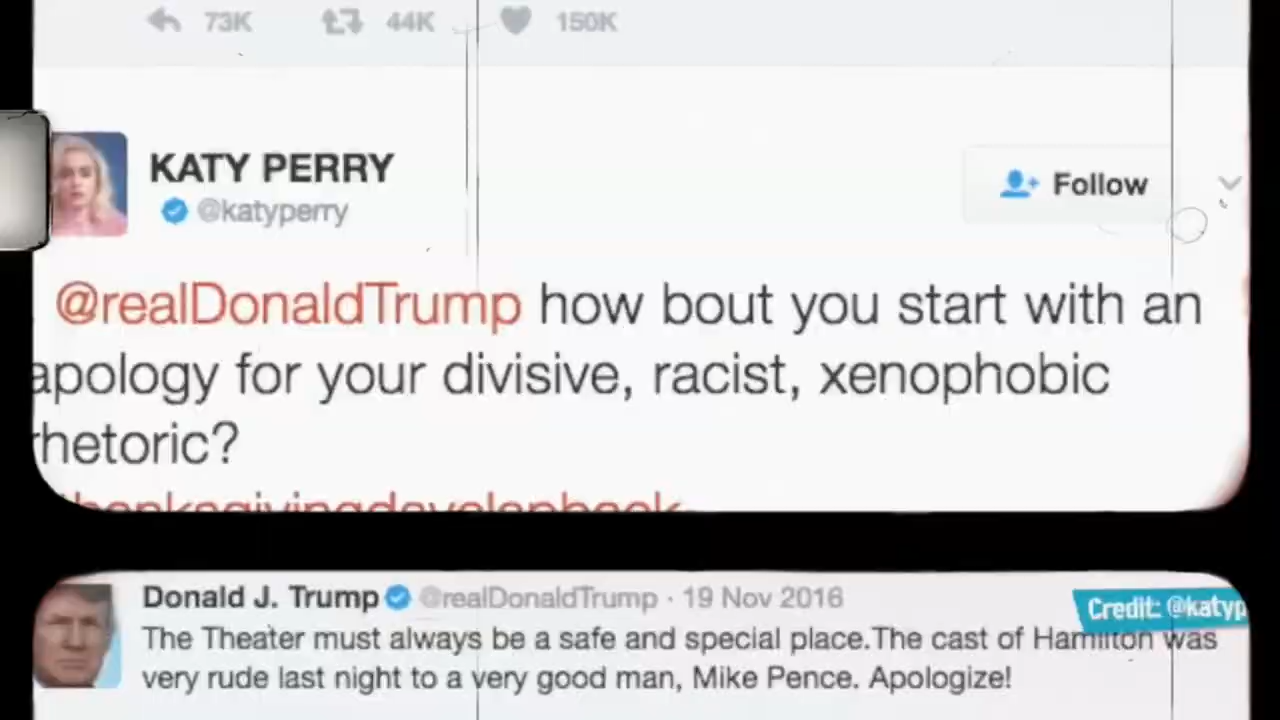 73K 44K 150K
KATY PERRY
@katyperry
Follow
@realDonaldTrump how bout you start with an
apology for your divisive, racist, xenophobic
rhetoric?
Donald J. Trump @realDonaldTrump · 19 Nov 2016
Credit: @katyp
The Theater must always be a safe and special place.The cast of Hamilton was
very rude last night to a very good man, Mike Pence. Apologize!